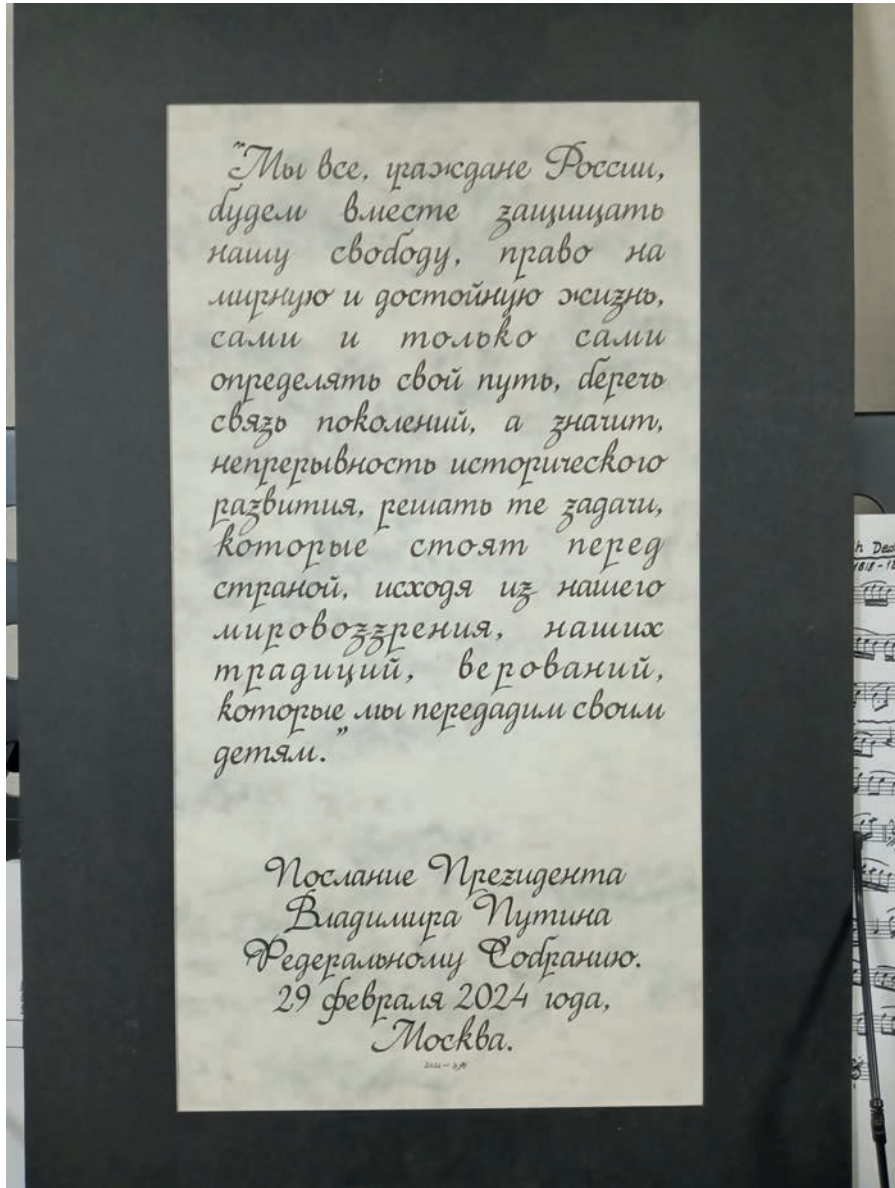 "Мы все, граждане России,
будем вместе защищать
нашу свободу, право на
мирную и достойную жизнь,
сами и только сами
определять свой путь, беречь
связь поколений, а значит,
непрерывность исторического
развития, решать те задачи,
которые стоят перед
страной, исходя из нашего
мировоззрения, наших
традиций, верований,
которые мы передадим своим
детям."
Послание Президента
Владимира Путина
Федеральному Собранию.
29 февраля 2024 года,
Москва.